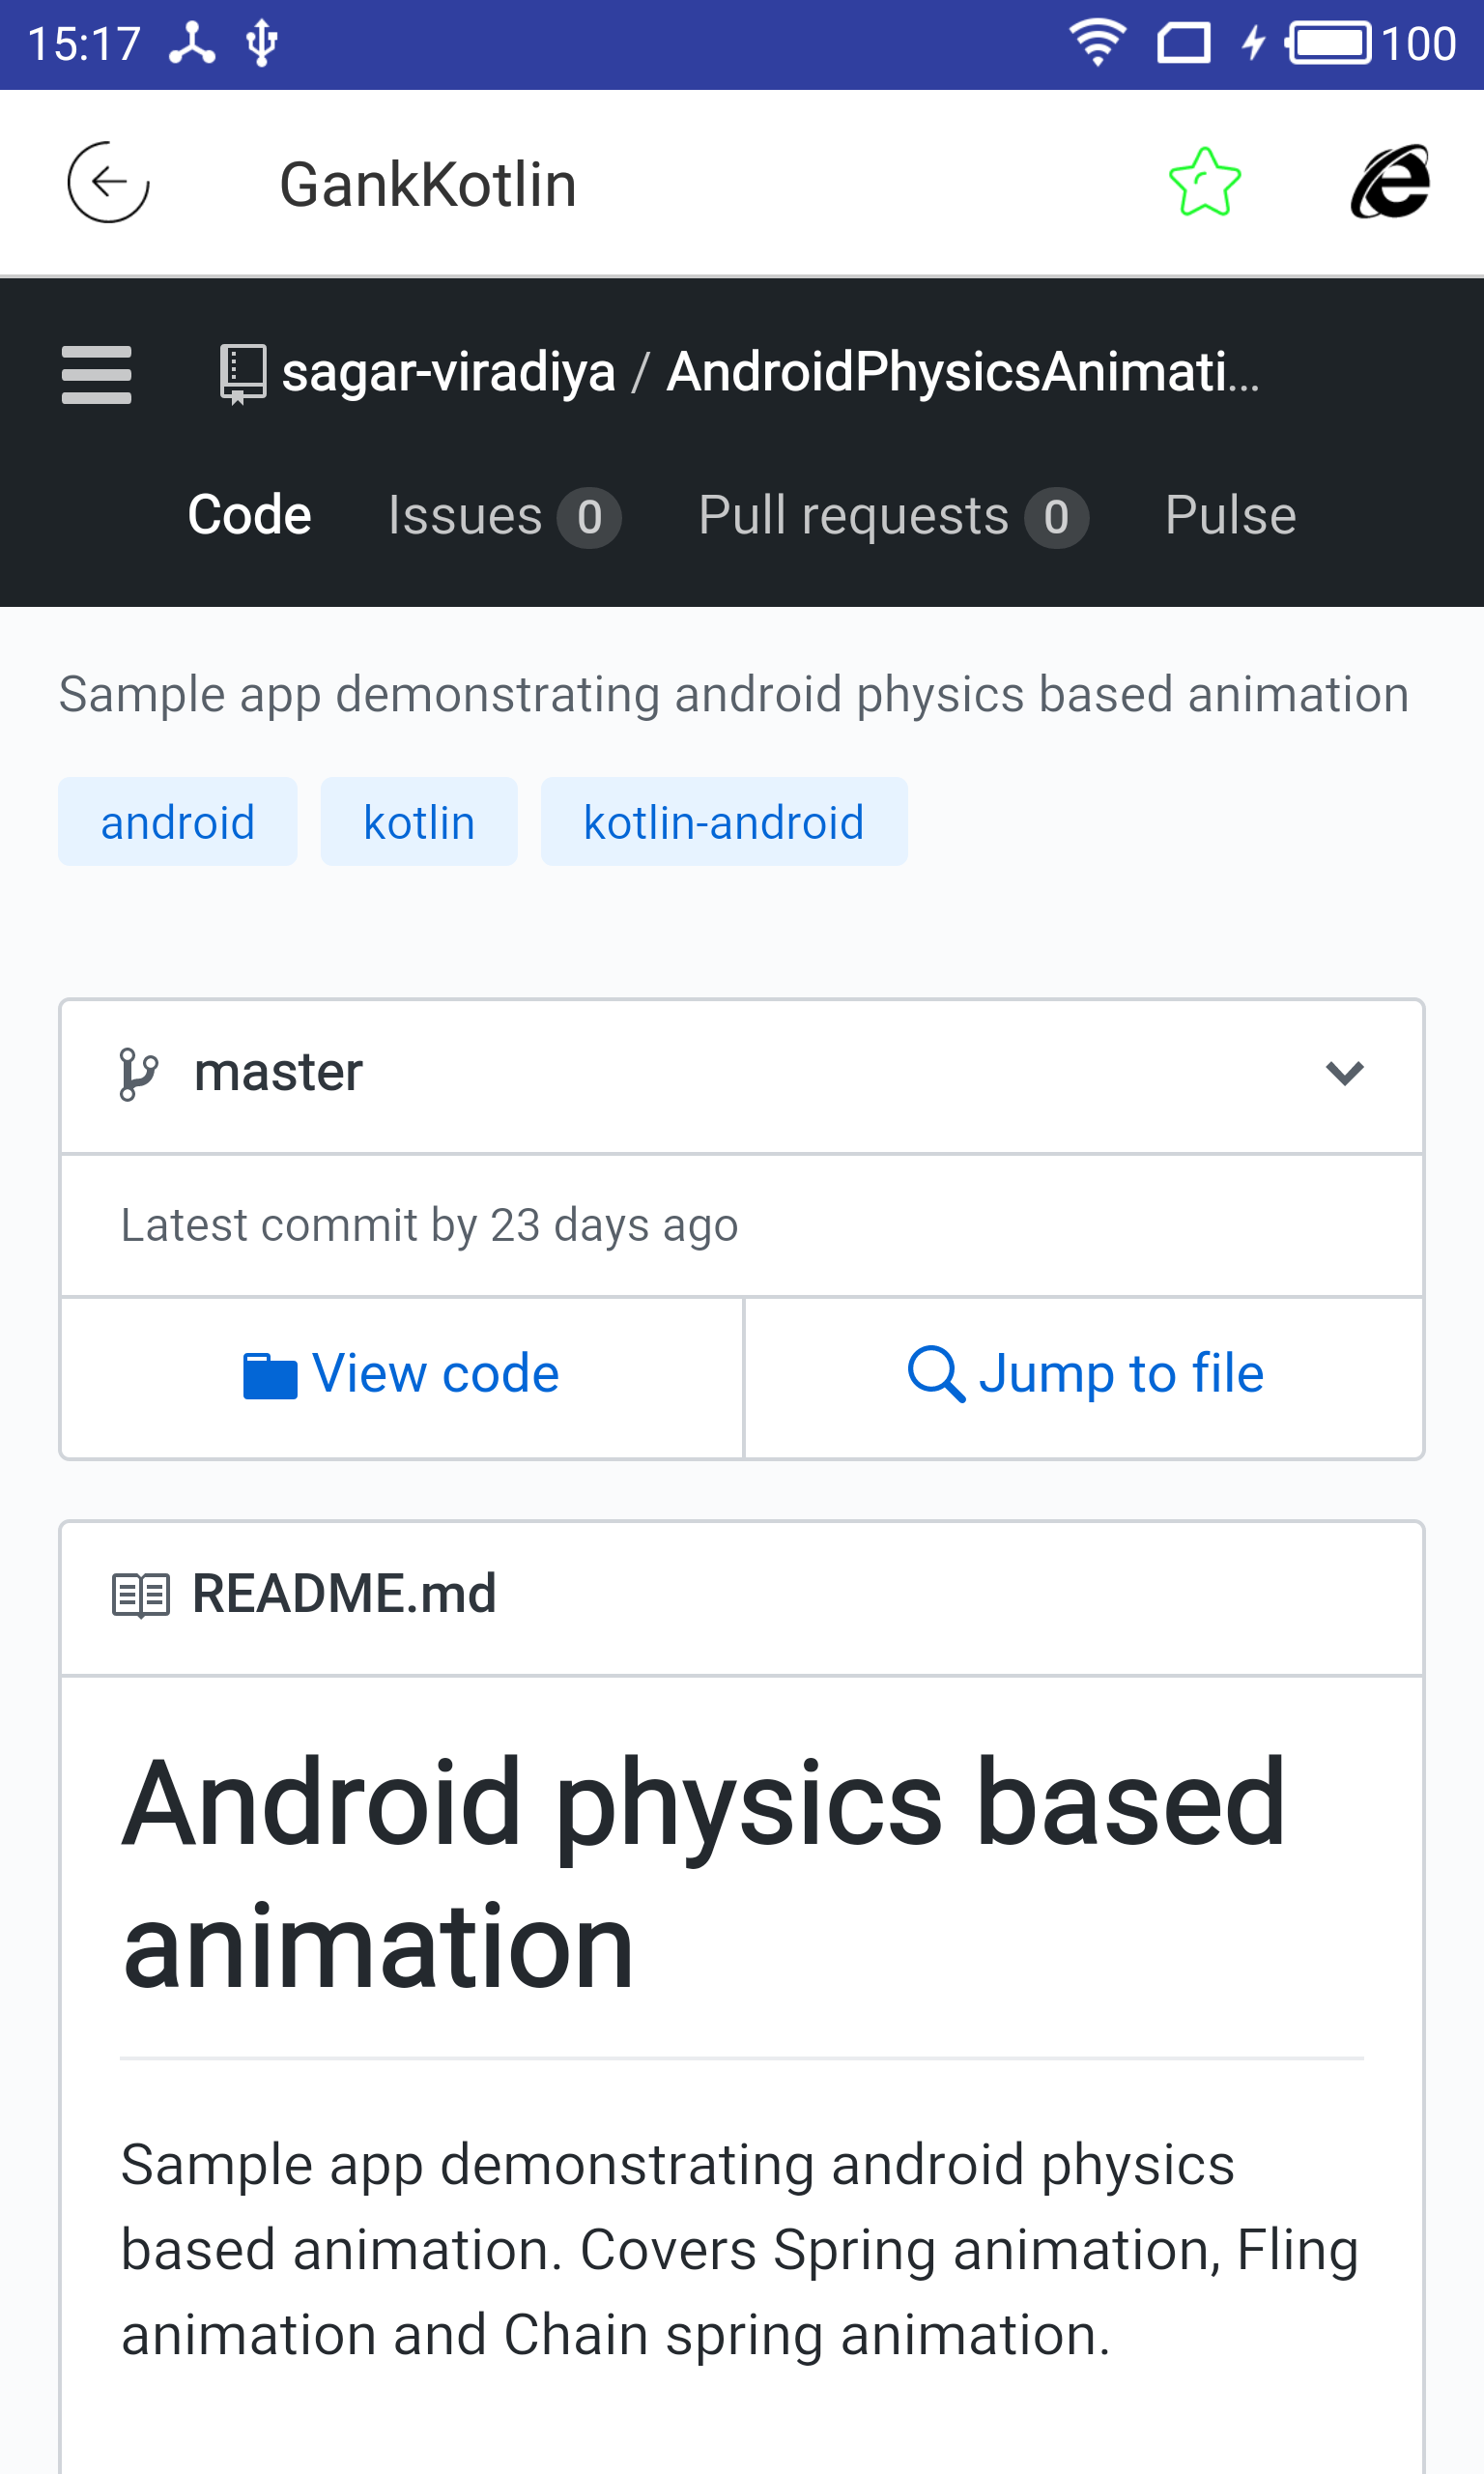 15:17 100
GankKotlin
sagar-viradiya / AndroidPhysicsAnimati...
Code Issues 0 Pull requests 0 Pulse
Sample app demonstrating android physics based animation
android kotlin kotlin-android
master
Latest commit by 23 days ago
View code Jump to file
README.md
Android physics based
animation
Sample app demonstrating android physics
based animation. Covers Spring animation, Fling
animation and Chain spring animation.